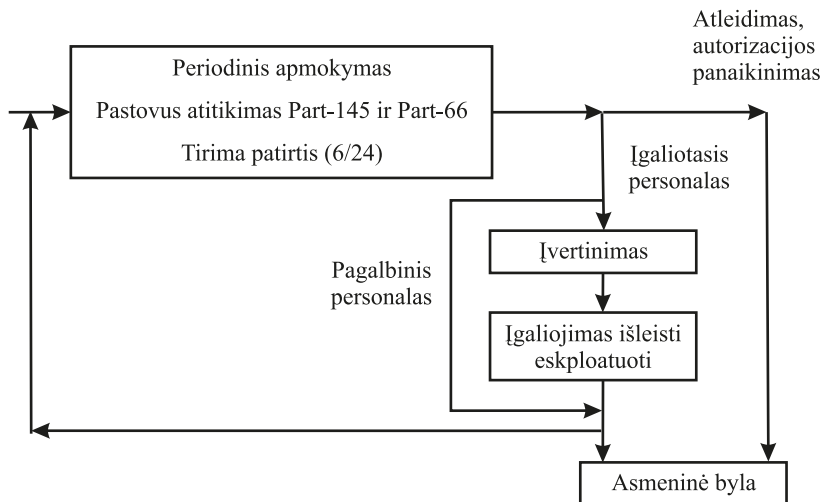 Atleidimas,
autorizacijos
panaikinimas
Periodinis apmokymas
Pastovus atitikimas Part-145 ir Part-66
Tirima patirtis (6/24)
Įgaliotasis
personalas
Įvertinimas
Pagalbinis
personalas
Įgaliojimas išleisti
eskploatuoti
Asmeninė byla